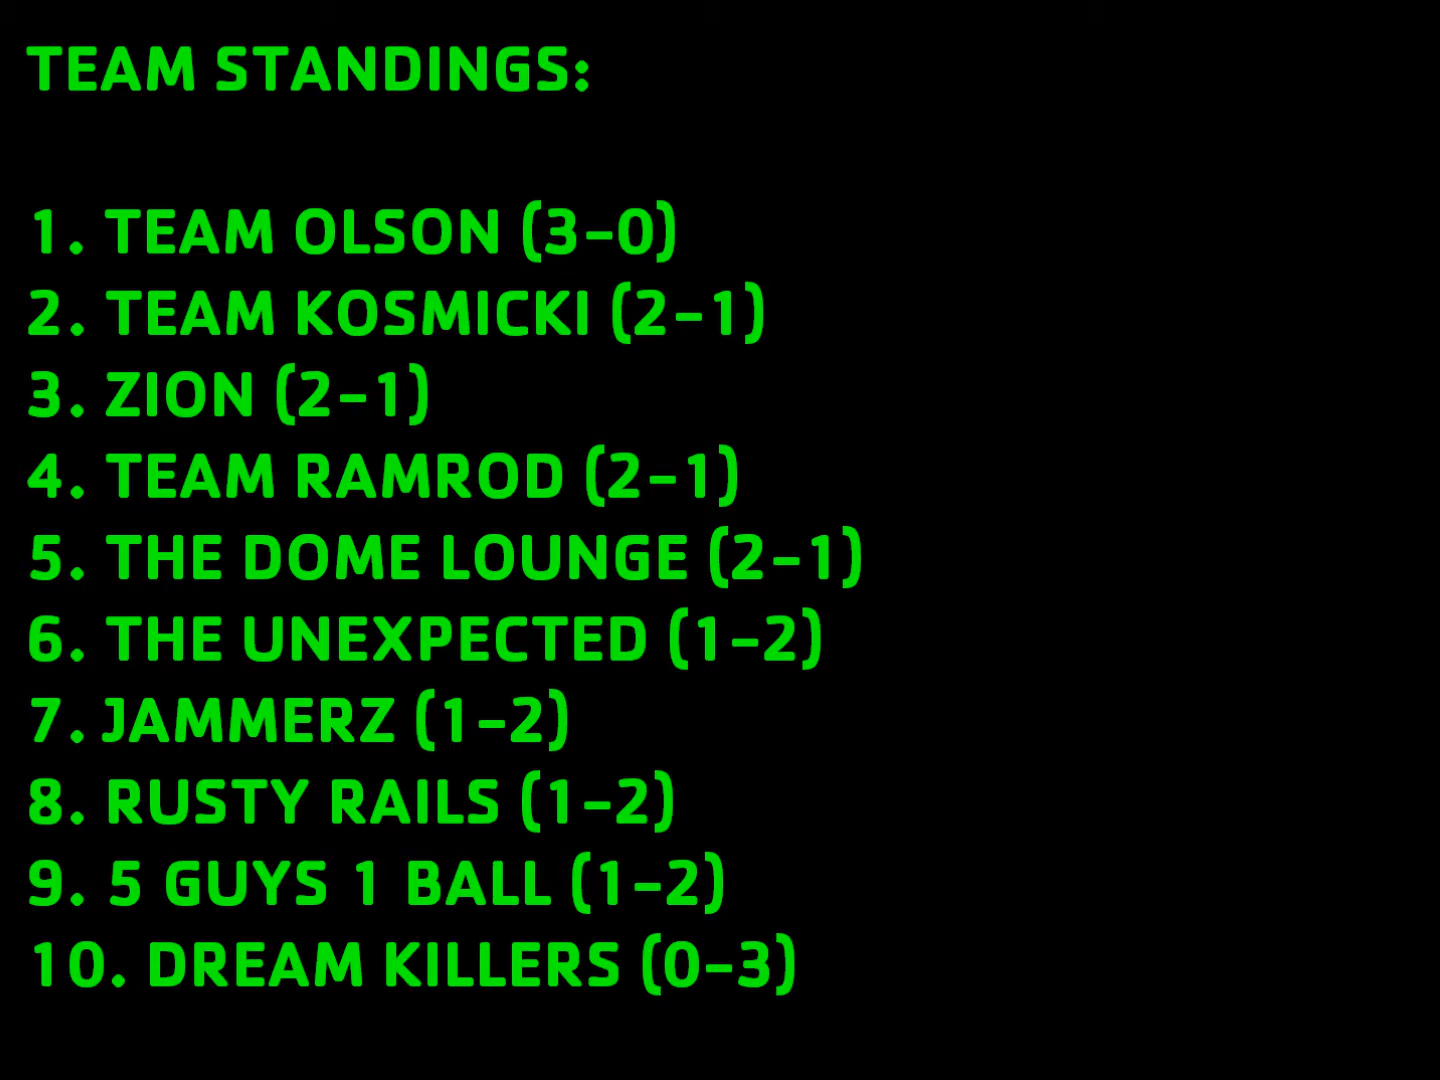 TEAM STANDINGS:
1. TEAM OLSON (3-0)
2. TEAM KOSMICKI (2-1)
3. ZION (2-1)
4. TEAM RAMROD (2-1)
5. THE DOME LOUNGE (2-1)
6. THE UNEXPECTED (1-2)
7. JAMMERZ (1-2)
8. RUSTY RAILS (1-2)
9. 5 GUYS 1 BALL (1-2)
10. DREAM KILLERS (0-3)